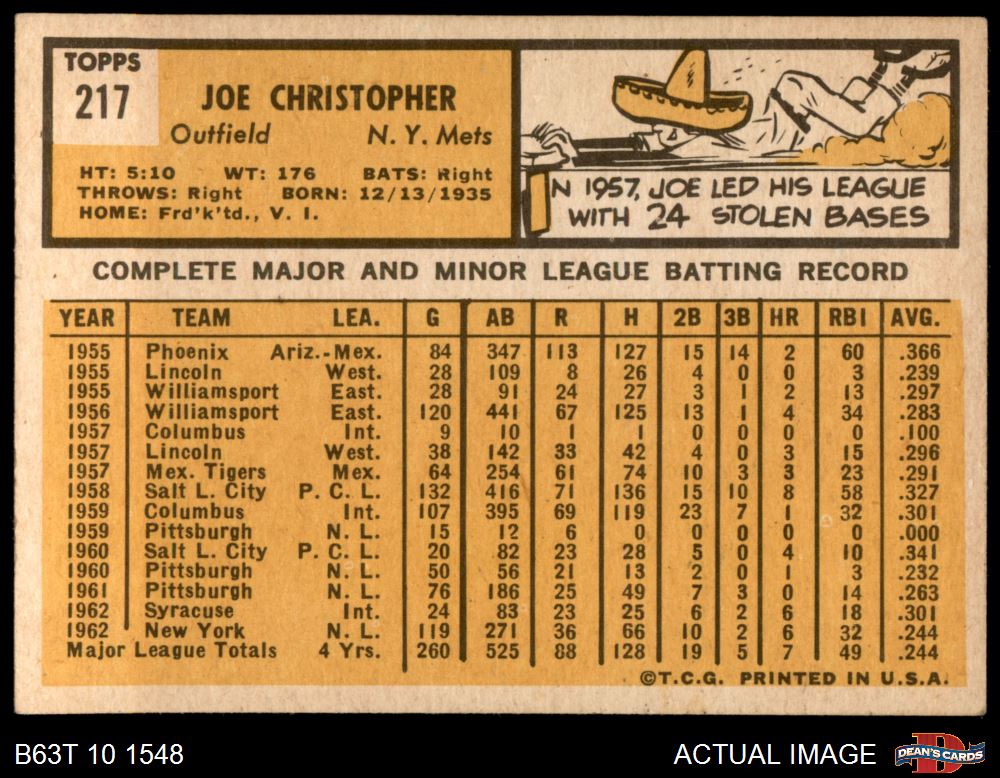 TOPPS
217
JOE CHRISTOPHER
Outfield N. Y. Mets
HT: 5:10 WT: 176 BATS: Right
THROWS: Right BORN: 12/13/1935
HOME: Frd'k'td., V. I.
IN 1957, JOE LED HIS LEAGUE
WITH 24 STOLEN BASES
COMPLETE MAJOR AND MINOR LEAGUE BATTING RECORD
YEAR TEAM LEA. G AB R H 2B 3B HR RBI AVG.
1955 Phoenix Ariz.-Mex. 84 347 113 127 15 14 2 60 .366
1955 Lincoln West. 28 109 8 26 4 0 0 3 .239
1955 Williamsport East. 28 91 24 27 3 1 2 13 .297
1956 Williamsport East. 120 441 67 125 13 1 4 34 .283
1957 Columbus Int. 9 10 1 1 0 0 0 0 .100
1957 Lincoln West. 38 142 33 42 4 0 3 15 .296
1957 Mex. Tigers Mex. 64 254 61 74 10 3 3 23 .291
1958 Salt L. City P. C. L. 132 416 71 136 15 10 8 58 .327
1959 Columbus Int. 107 395 69 119 23 7 1 32 .301
1959 Pittsburgh N. L. 15 12 6 0 0 0 0 0 .000
1960 Salt L. City P. C. L. 20 82 23 28 5 0 4 10 .341
1960 Pittsburgh N. L. 50 56 21 13 2 0 1 3 .232
1961 Pittsburgh N. L. 76 186 25 49 7 3 0 14 .263
1962 Syracuse Int. 24 83 23 25 6 2 6 18 .301
1962 New York N. L. 119 271 36 66 10 2 6 32 .244
Major League Totals 4 Yrs. 260 525 88 128 19 5 7 49 .244
©T.C.G. PRINTED IN U.S.A.
B63T 10 1548 ACTUAL IMAGE DEAN'S CARDS